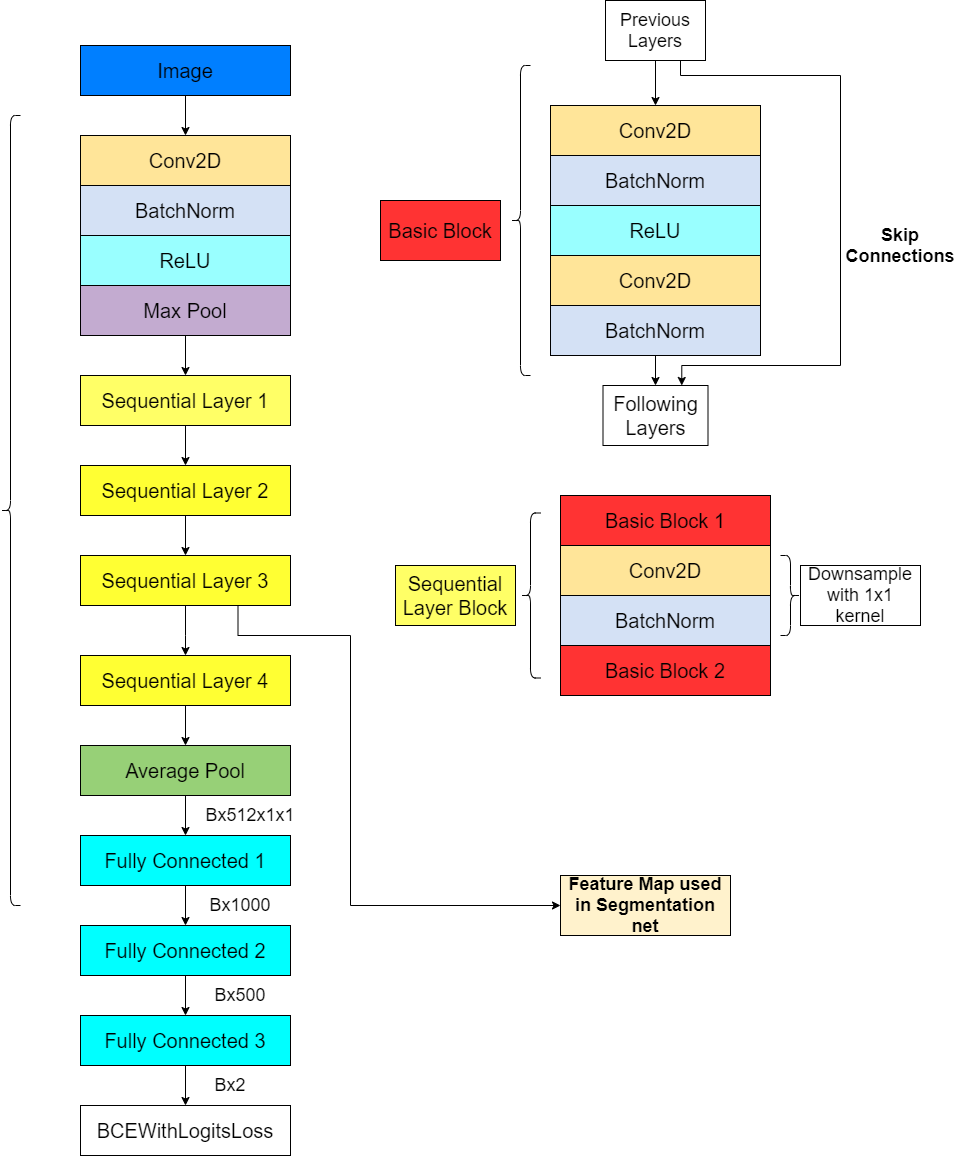 Image
Conv2D
BatchNorm
ReLU
Max Pool
Sequential Layer 1
Sequential Layer 2
Sequential Layer 3
Sequential Layer 4
Average Pool
Bx512x1x1
Fully Connected 1
Bx1000
Fully Connected 2
Bx500
Fully Connected 3
Bx2
BCEWithLogitsLoss
Previous
Layers
Basic Block
Conv2D
BatchNorm
ReLU
Conv2D
BatchNorm
Skip
Connections
Following
Layers
Sequential
Layer Block
Basic Block 1
Conv2D
BatchNorm
Basic Block 2
Downsample
with 1x1
kernel
Feature Map used
in Segmentation
net